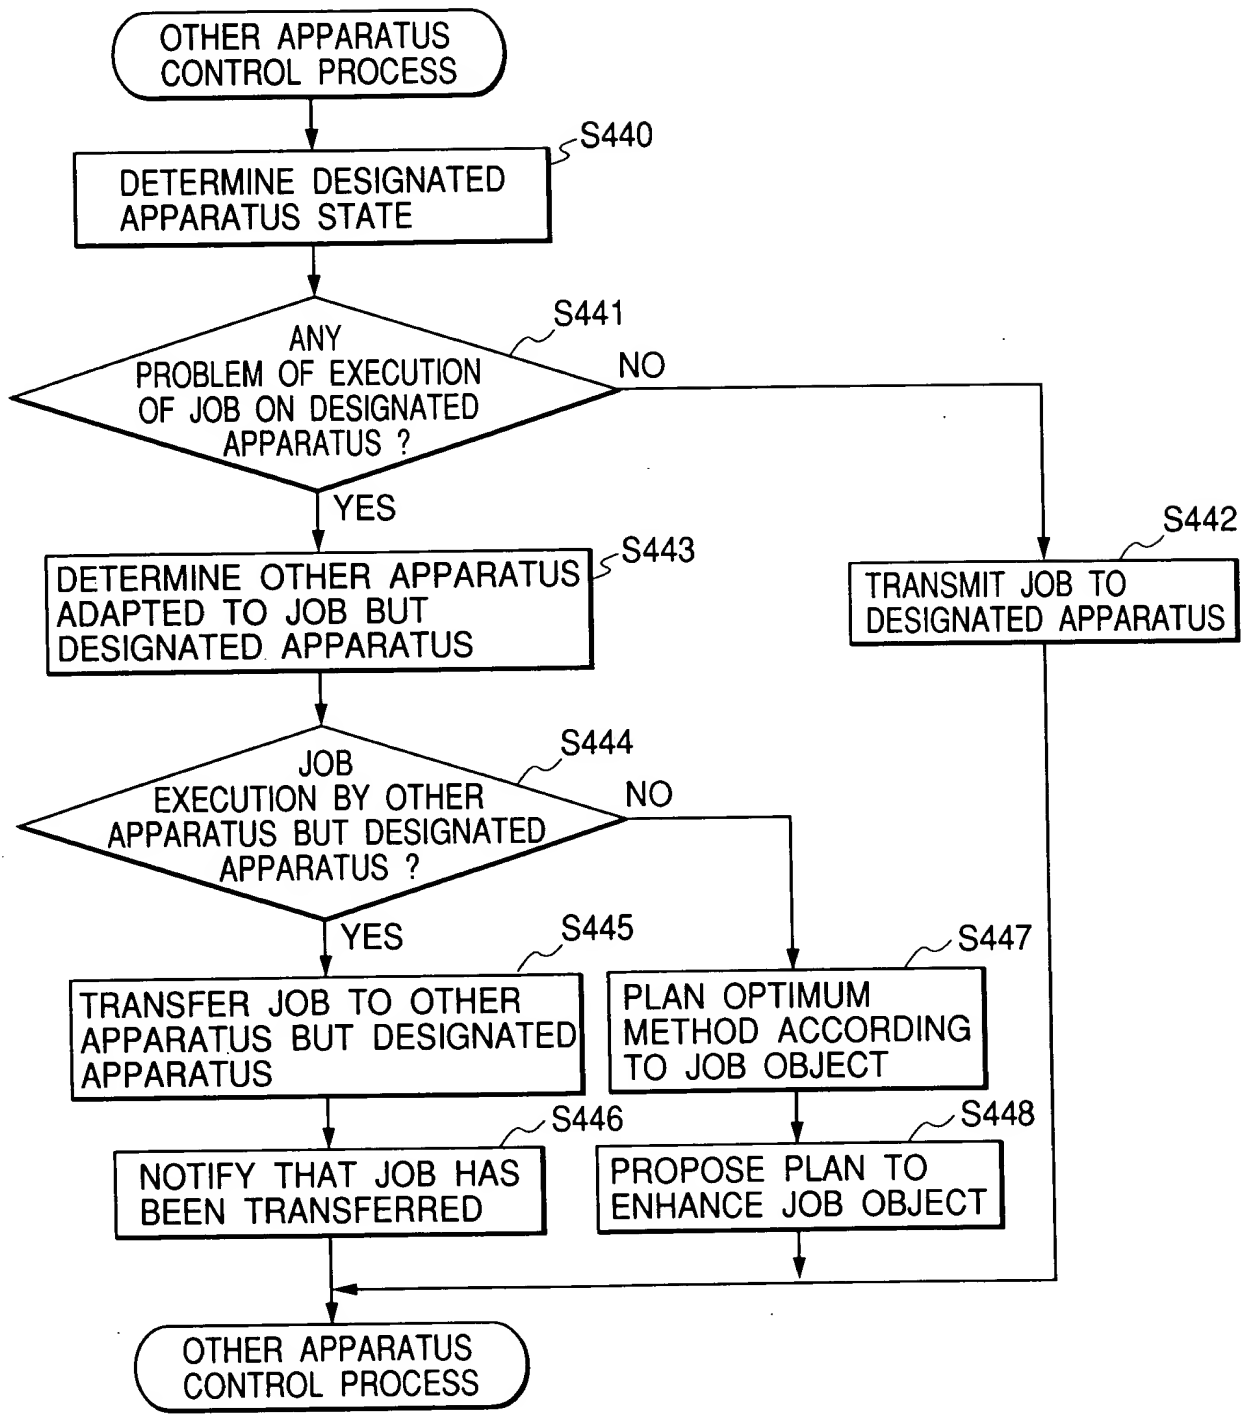 OTHER APPARATUS
CONTROL PROCESS
S440
DETERMINE DESIGNATED
APPARATUS STATE
S441
ANY
PROBLEM OF EXECUTION
OF JOB ON DESIGNATED
APPARATUS ?
NO
YES
S442
TRANSMIT JOB TO
DESIGNATED APPARATUS
S443
DETERMINE OTHER APPARATUS
ADAPTED TO JOB BUT
DESIGNATED APPARATUS
S444
JOB
EXECUTION BY OTHER
APPARATUS BUT DESIGNATED
APPARATUS ?
NO
YES
S445
TRANSFER JOB TO OTHER
APPARATUS BUT DESIGNATED
APPARATUS
S447
PLAN OPTIMUM
METHOD ACCORDING
TO JOB OBJECT
S446
NOTIFY THAT JOB HAS
BEEN TRANSFERRED
S448
PROPOSE PLAN TO
ENHANCE JOB OBJECT
OTHER APPARATUS
CONTROL PROCESS